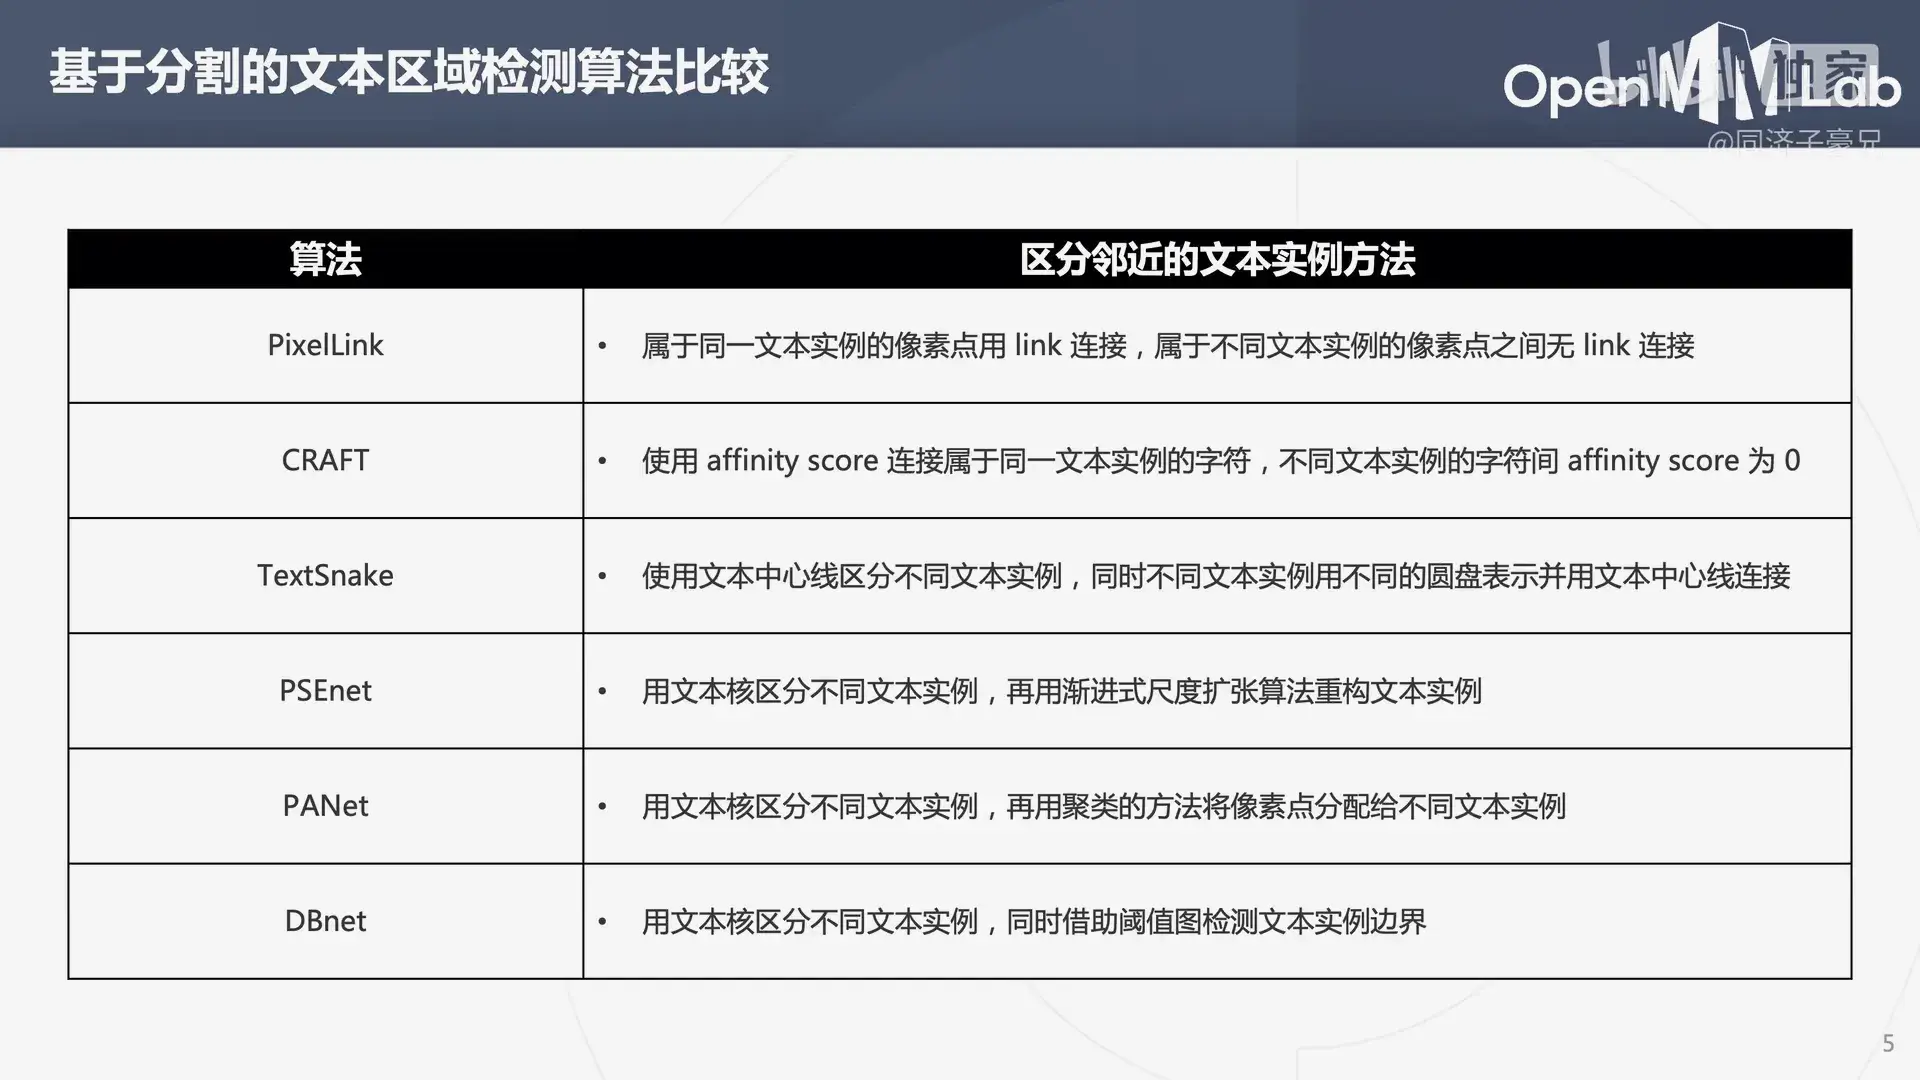 基于分割的文本区域检测算法比较
OpenMMLab
独家
@同济子豪兄
算法 区分邻近的文本实例方法
PixelLink • 属于同一文本实例的像素点用 link 连接，属于不同文本实例的像素点之间无 link 连接
CRAFT • 使用 affinity score 连接属于同一文本实例的字符，不同文本实例的字符间 affinity score 为 0
TextSnake • 使用文本中心线区分不同文本实例，同时不同文本实例用不同的圆盘表示并用文本中心线连接
PSEnet • 用文本核区分不同文本实例，再用渐进式尺度扩张算法重构文本实例
PANet • 用文本核区分不同文本实例，再用聚类的方法将像素点分配给不同文本实例
DBnet • 用文本核区分不同文本实例，同时借助阈值图检测文本实例边界
5